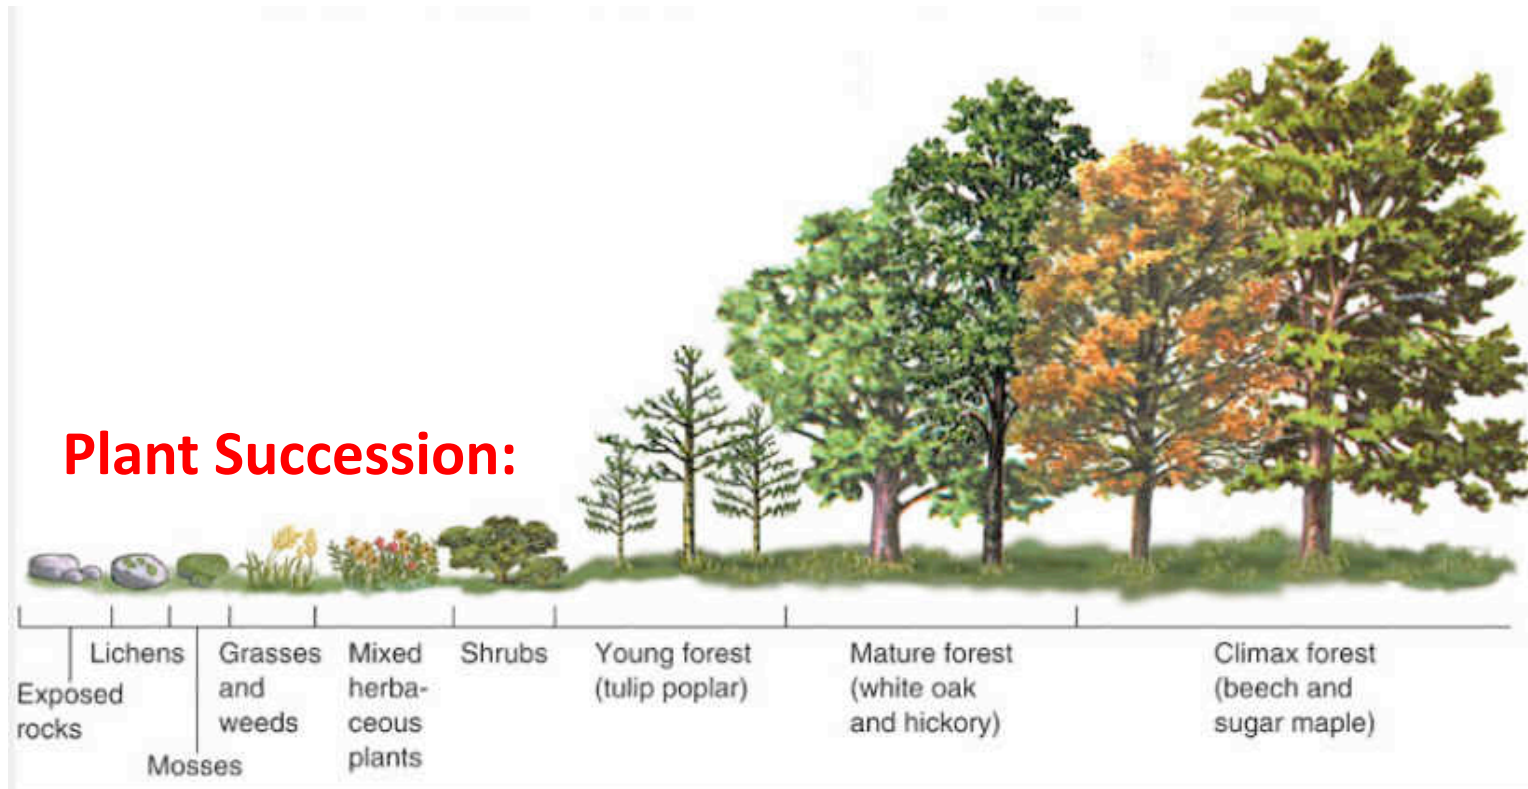 Plant Succession:
Exposed
rocks
Lichens
Mosses
Grasses
and
weeds
Mixed
herba-
ceous
plants
Shrubs
Young forest
(tulip poplar)
Mature forest
(white oak
and hickory)
Climax forest
(beech and
sugar maple)